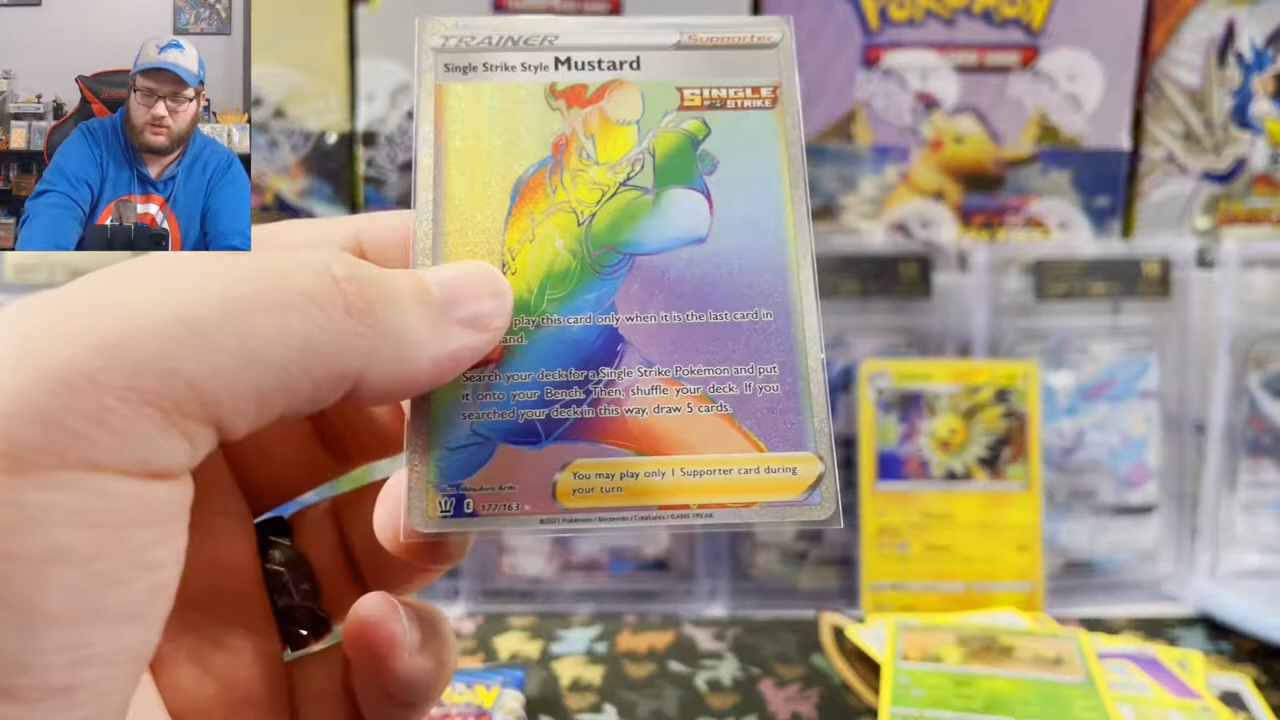 POKÉMON
TRAINER Supporter
Single Strike Style Mustard
SINGLE
STRIKE
play this card only when it is the last card in
and.
Search your deck for a Single Strike Pokémon and put
it onto your Bench. Then, shuffle your deck. If you
searched your deck in this way, draw 5 cards.
You may play only 1 Supporter card during
your turn.
E 177/163
©2021 Pokémon / Nintendo / Creatures / GAME FREAK